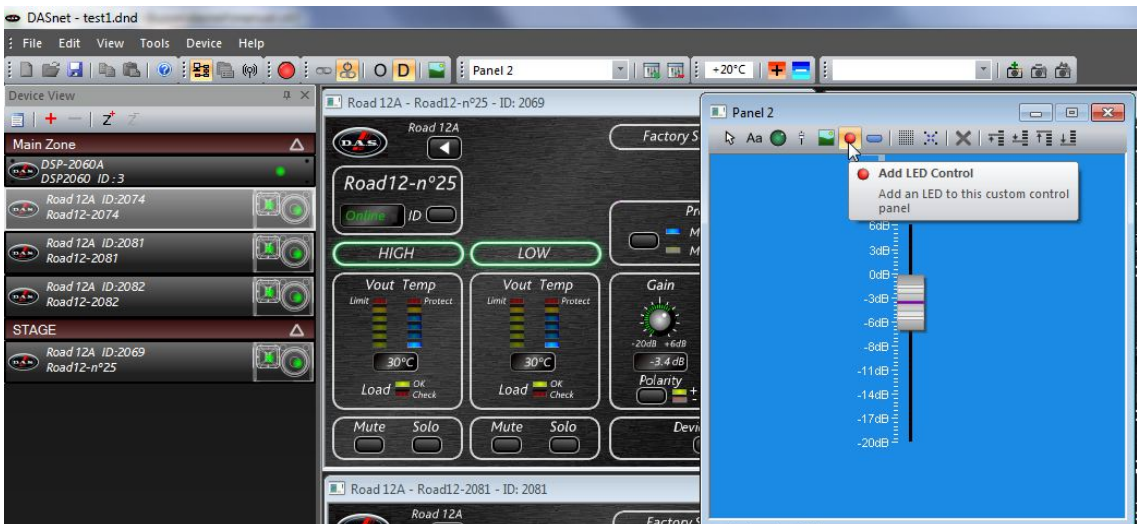 DASnet - test1.dnd
File Edit View Tools Device Help
Panel 2
+20°C
Device View
Main Zone
DSP-2060A
DSP2060 ID :3
Road 12A ID:2074
Road12-2074
Road 12A ID:2081
Road12-2081
Road 12A ID:2082
Road12-2082
STAGE
Road 12A ID:2069
Road12-nº25
Road 12A - Road12-nº25 - ID: 2069
D.A.S.
Road 12A
Factory S
Road12-nº25
Online ID
Pr
M
M
HIGH LOW
Vout Temp Vout Temp Gain
Limit Protect Limit Protect
-20dB +6dB
30°C 30°C -3.4 dB
Load OK Check Load OK Check Polarity + -
Mute Solo Mute Solo Devi
Road 12A - Road12-2081 - ID: 2081
Road 12A
Factory S
Panel 2
Aa
Add LED Control
Add an LED to this custom control
panel
6dB
3dB
0dB
-3dB
-6dB
-8dB
-11dB
-14dB
-17dB
-20dB